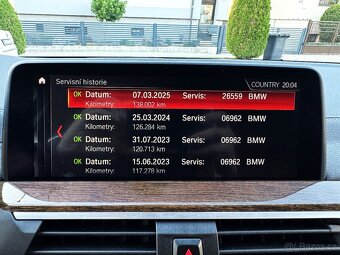 Servisní historie
COUNTRY 20:04
OK Datum: 07.03.2025 Servis: 26559 BMW
Kilometry: 138.002 km
OK Datum: 25.03.2024 Servis: 06962 BMW
Kilometry: 126.284 km
OK Datum: 31.07.2023 Servis: 06962 BMW
Kilometry: 120.713 km
OK Datum: 15.06.2023 Servis: 06962 BMW
Kilometry: 118.277 km